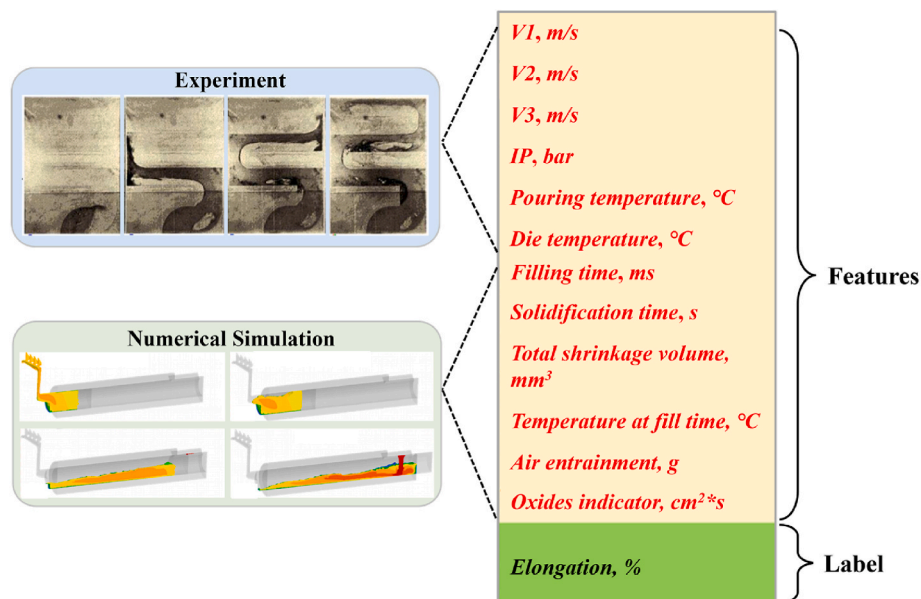 Experiment
Numerical Simulation
V1, m/s
V2, m/s
V3, m/s
IP, bar
Pouring temperature, °C
Die temperature, °C
Filling time, ms
Solidification time, s
Total shrinkage volume,
mm³
Temperature at fill time, °C
Air entrainment, g
Oxides indicator, cm²*s
Elongation, %
Features
Label